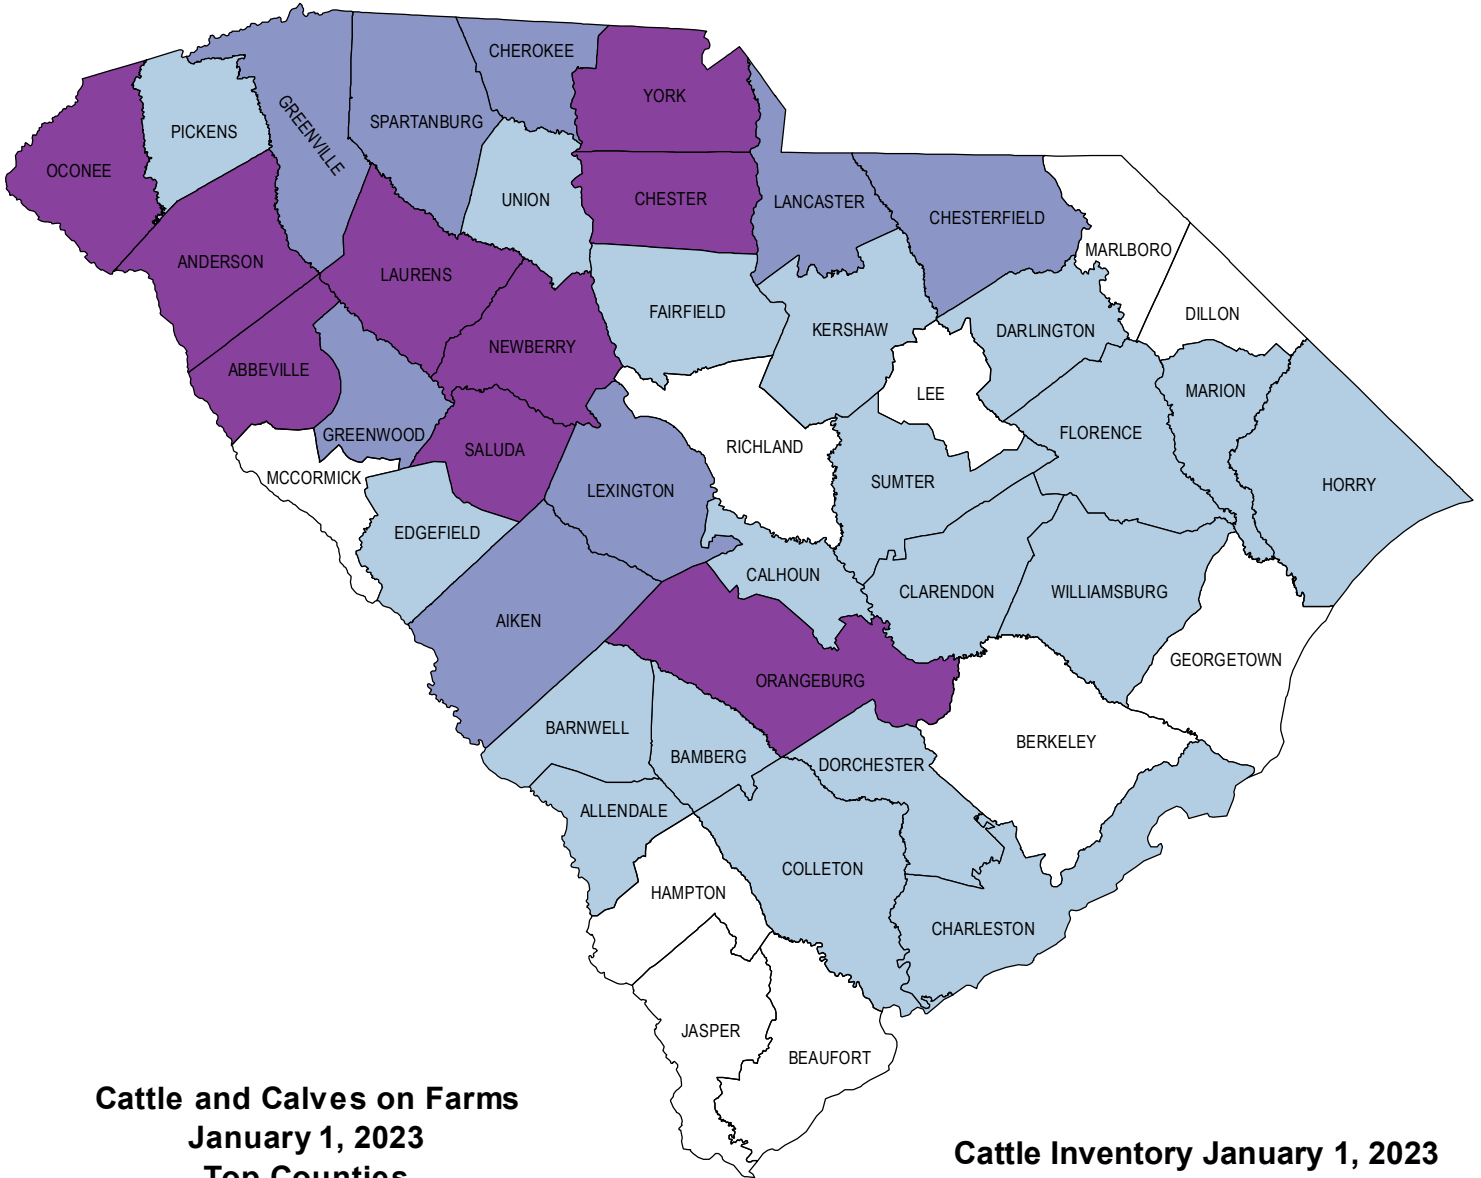 CHEROKEE
YORK
GREENVILLE
SPARTANBURG
PICKENS
OCONEE
UNION
CHESTER
LANCASTER
CHESTERFIELD
MARLBORO
ANDERSON
LAURENS
FAIRFIELD
KERSHAW
DARLINGTON
DILLON
NEWBERRY
ABBEVILLE
LEE
MARION
GREENWOOD
SALUDA
RICHLAND
FLORENCE
MCCORMICK
LEXINGTON
SUMTER
HORRY
EDGEFIELD
CALHOUN
CLARENDON
WILLIAMSBURG
AIKEN
GEORGETOWN
ORANGEBURG
BARNWELL
BAMBERG
DORCHESTER
BERKELEY
ALLENDALE
COLLETON
HAMPTON
CHARLESTON
JASPER
BEAUFORT
Cattle and Calves on Farms
January 1, 2023
Top Counties
Cattle Inventory January 1, 2023